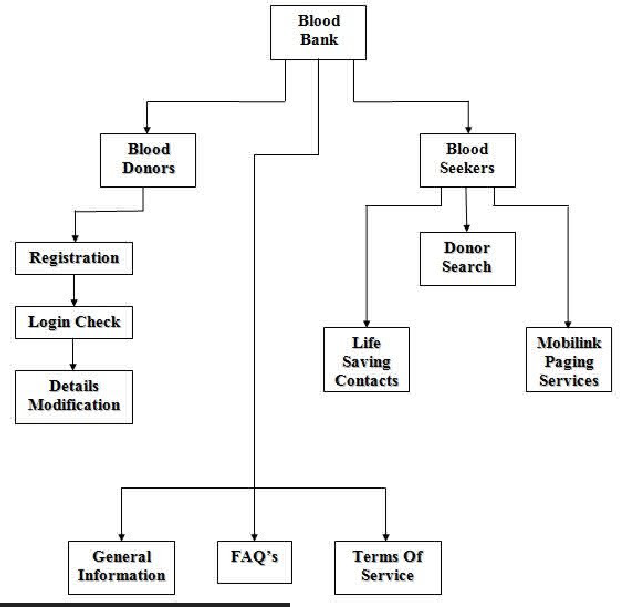 Blood
Bank
Blood
Donors
Blood
Seekers
Registration
Donor
Search
Login Check
Life
Saving
Contacts
Mobilink
Paging
Services
Details
Modification
General
Information
FAQ's
Terms Of
Service